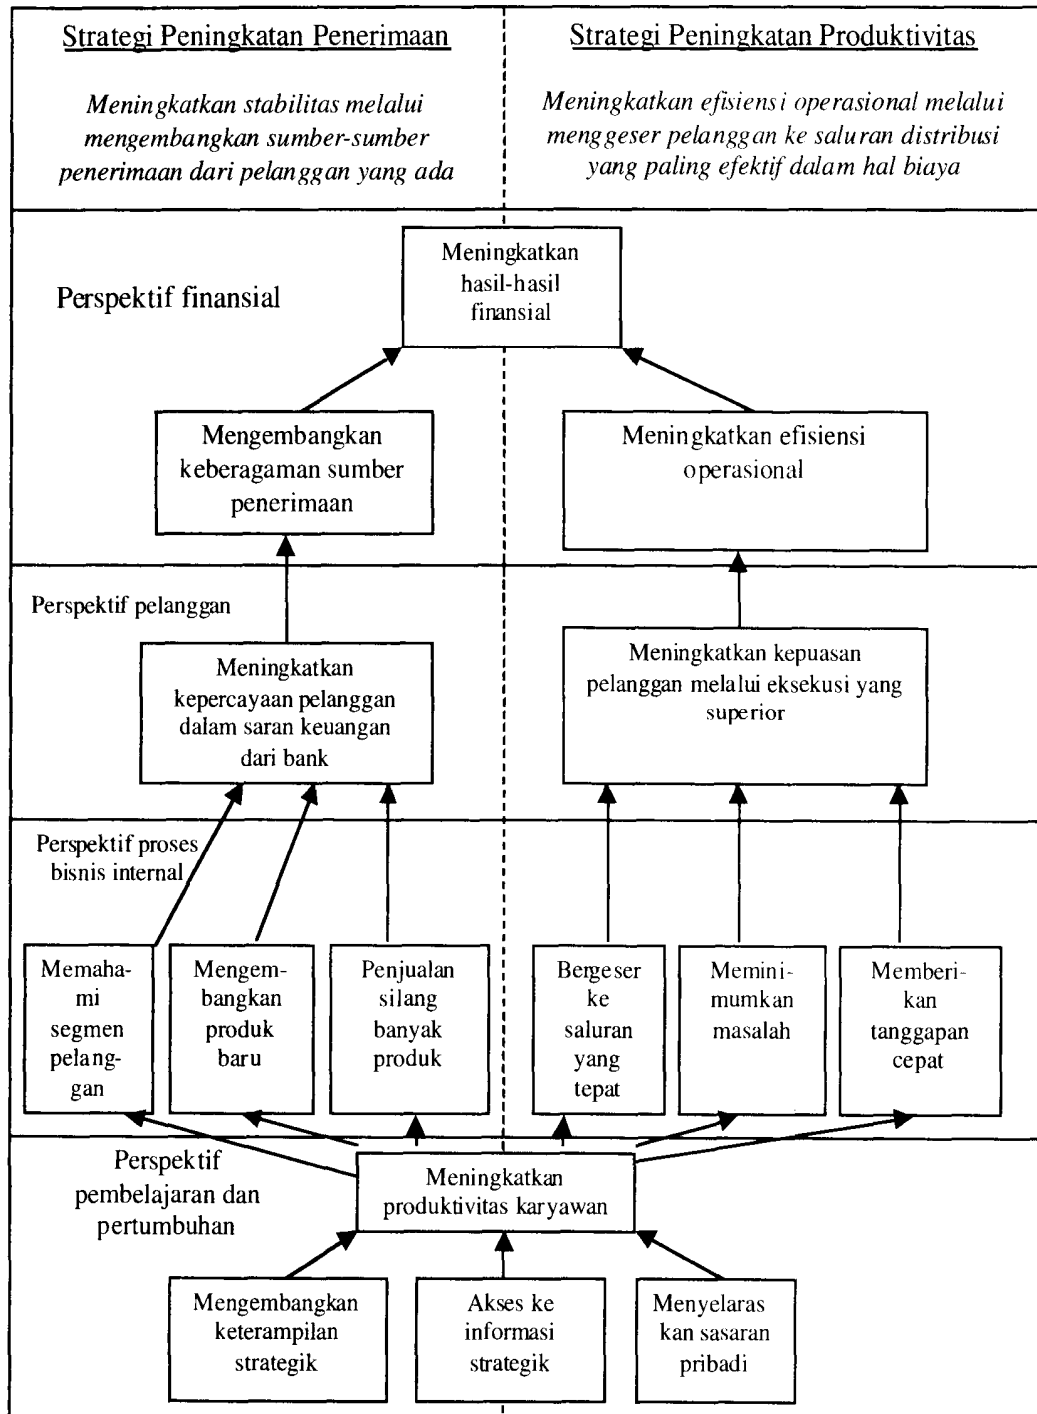 Strategi Peningkatan Penerimaan
Meningkatkan stabilitas melalui
mengembangkan sumber-sumber
penerimaan dari pelanggan yang ada
Strategi Peningkatan Produktivitas
Meningkatkan efisiensi operasional melalui
menggeser pelanggan ke saluran distribusi
yang paling efektif dalam hal biaya
Perspektif finansial
Meningkatkan
hasil-hasil
finansial
Mengembangkan
keberagaman sumber
penerimaan
Meningkatkan efisiensi
operasional
Perspektif pelanggan
Meningkatkan
kepercayaan pelanggan
dalam saran keuangan
dari bank
Meningkatkan kepuasan
pelanggan melalui eksekusi yang
superior
Perspektif proses
bisnis internal
Memaha-
mi
segmen
pelang-
gan
Mengem-
bangkan
produk
baru
Penjualan
silang
banyak
produk
Bergeser
ke
saluran
yang
tepat
Memini-
mumkan
masalah
Memberi-
kan
tanggapan
cepat
Perspektif
pembelajaran dan
pertumbuhan
Meningkatkan
produktivitas karyawan
Mengembangkan
keterampilan
strategik
Akses ke
informasi
strategik
Menyelaras
kan sasaran
pribadi